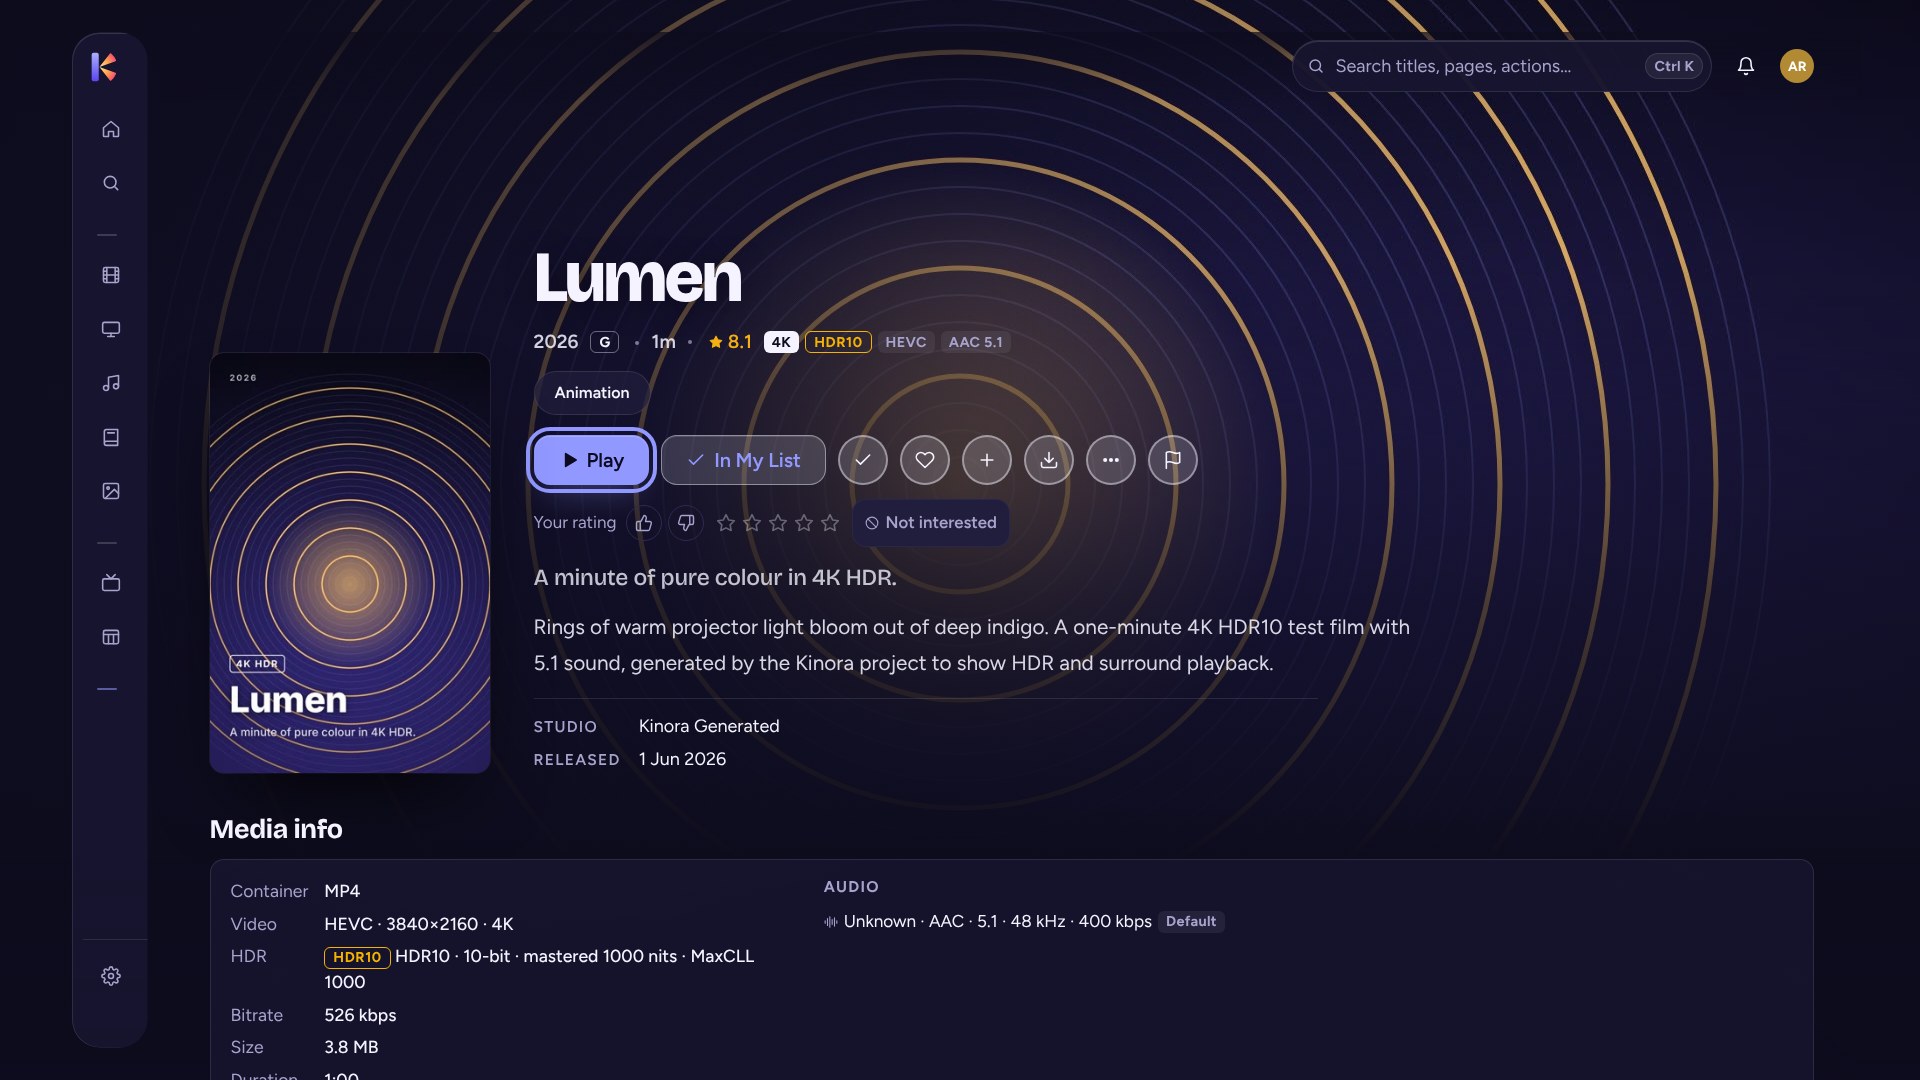 Search titles, pages, actions...
Ctrl K
AR
Lumen
2026 G • 1m • 8.1 4K HDR10 HEVC AAC 5.1
Animation
Play
In My List
Your rating
Not interested
A minute of pure colour in 4K HDR.
Rings of warm projector light bloom out of deep indigo. A one-minute 4K HDR10 test film with
5.1 sound, generated by the Kinora project to show HDR and surround playback.
STUDIO Kinora Generated
RELEASED 1 Jun 2026
2026
4K HDR
Lumen
A minute of pure colour in 4K HDR.
Media info
Container MP4
Video HEVC · 3840×2160 · 4K
HDR HDR10 HDR10 · 10-bit · mastered 1000 nits · MaxCLL
1000
Bitrate 526 kbps
Size 3.8 MB
Duration 1:00
AUDIO
Unknown · AAC · 5.1 · 48 kHz · 400 kbps Default